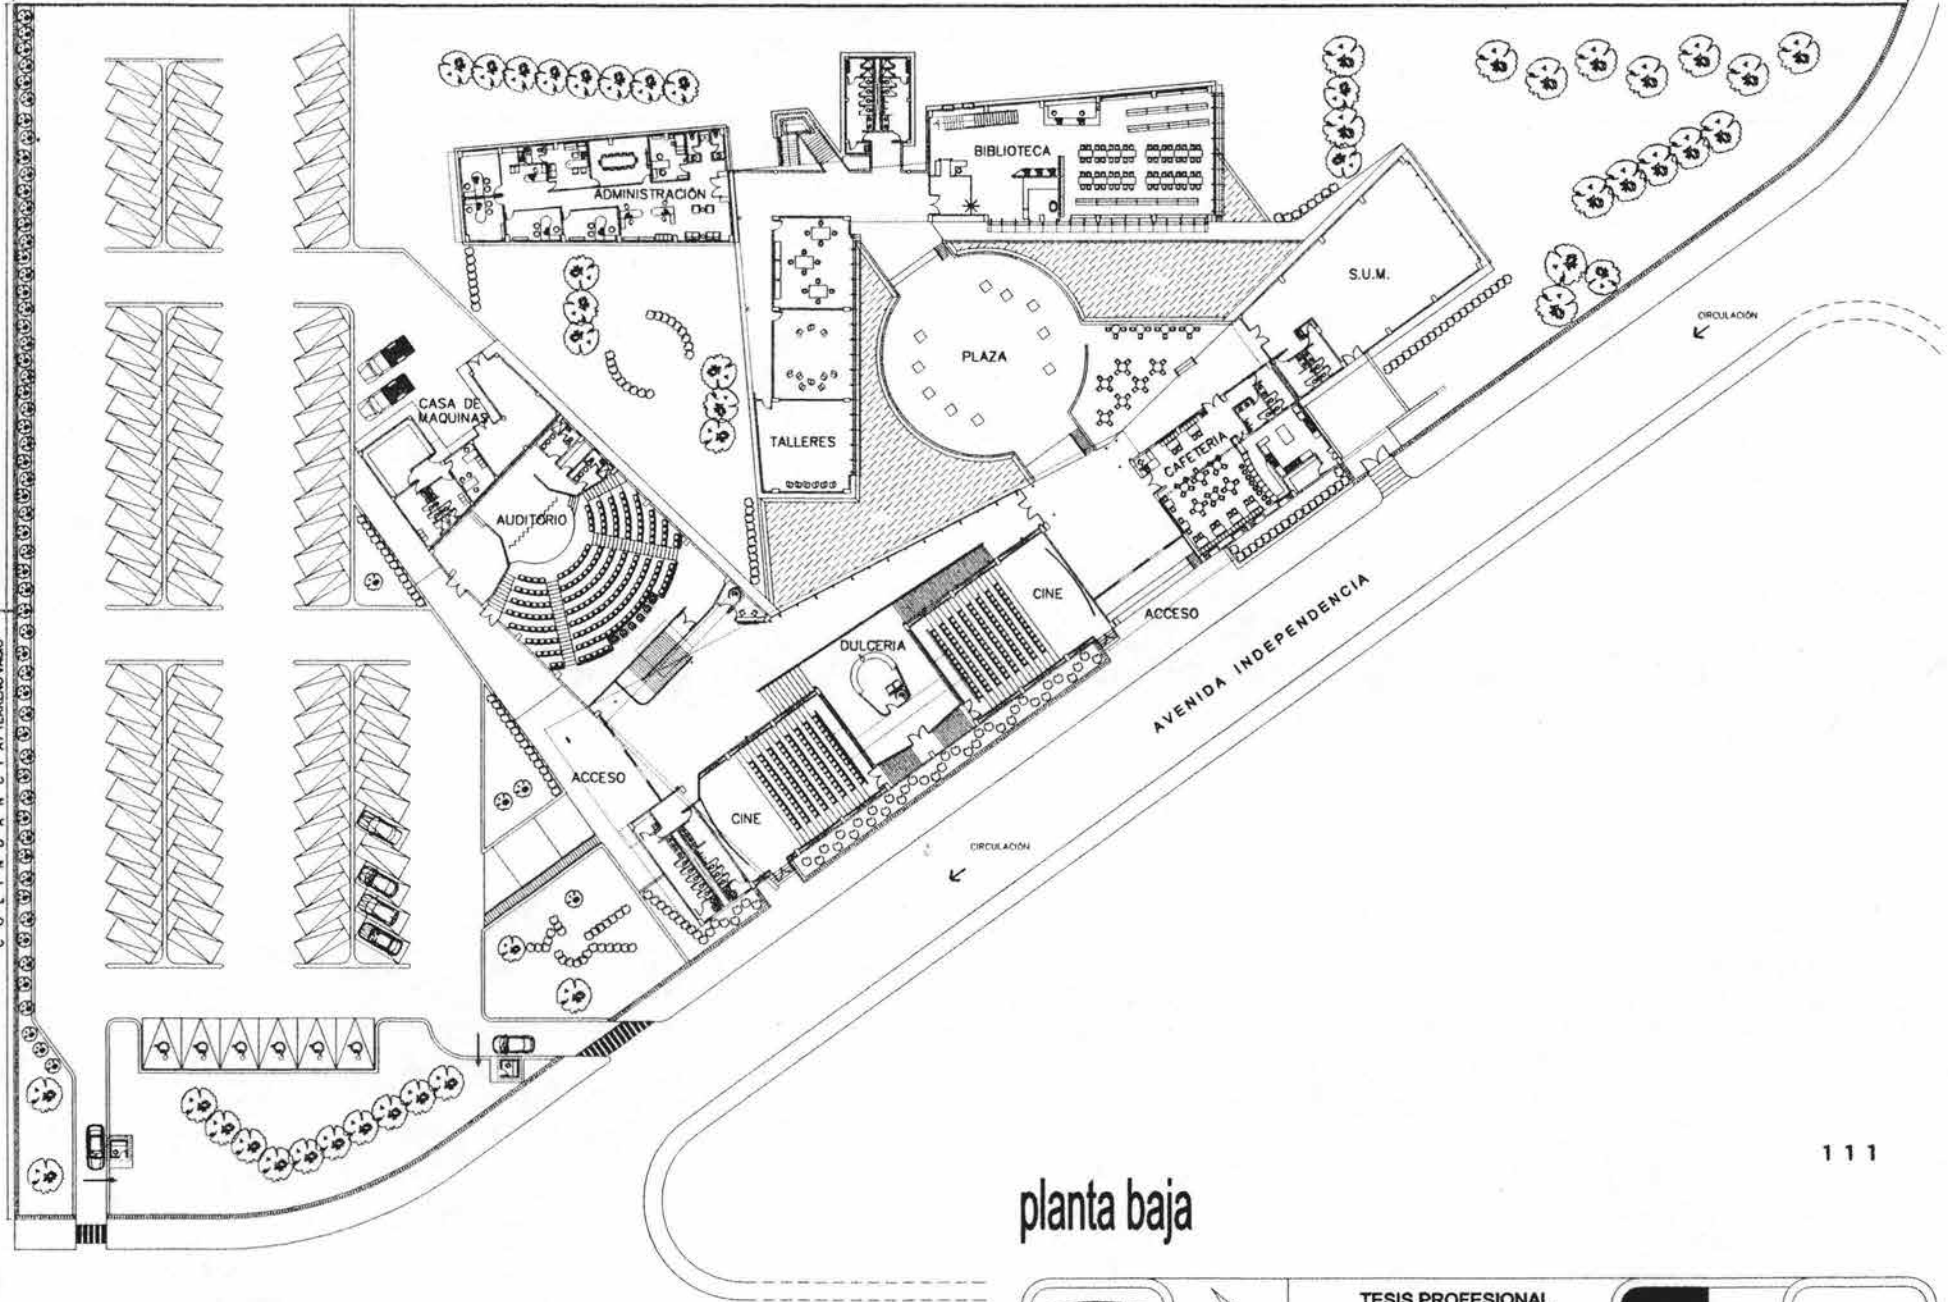 BIBLIOTECA
ADMINISTRACIÓN
S.U.M.
CIRCULACIÓN
PLAZA
CASA DE
MAQUINAS
TALLERES
CAFETERIA
AUDITORIO
CINE
ACCESO
DULCERIA
AVENIDA INDEPENDENCIA
ACCESO
CINE
CIRCULACIÓN
111
planta baja
TESIS PROFESIONAL